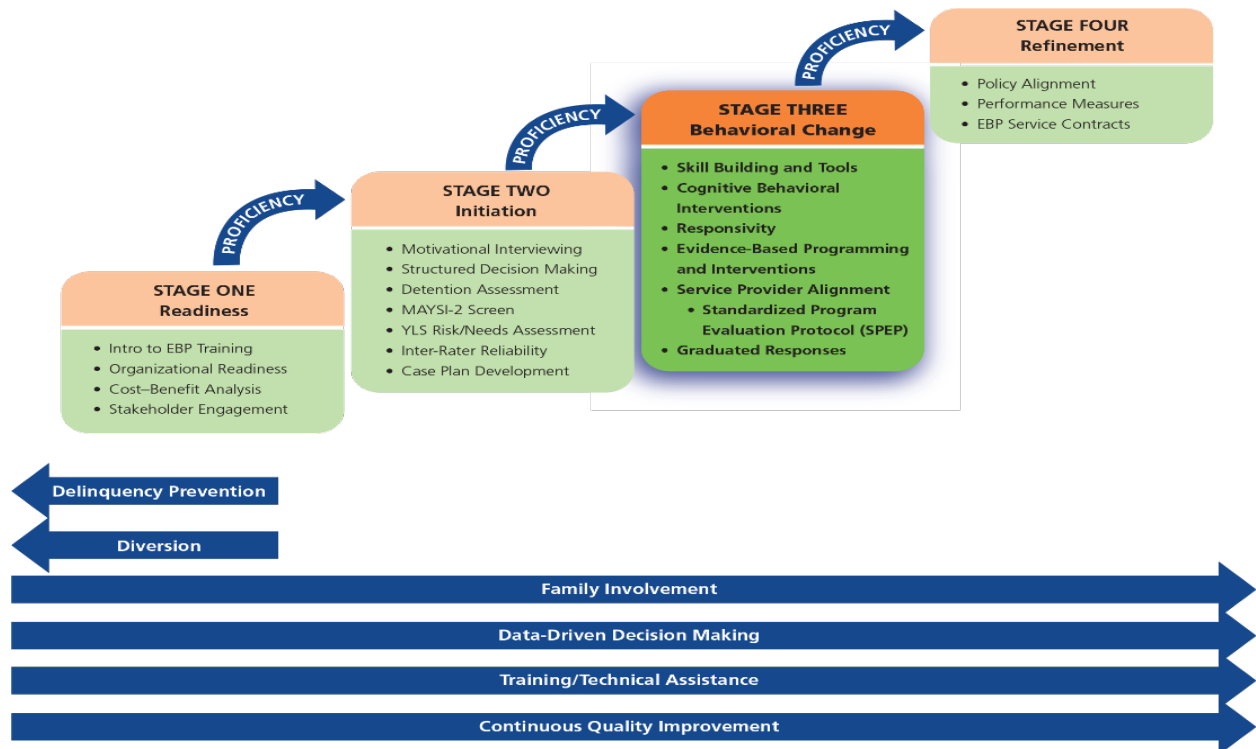 STAGE ONE
Readiness
• Intro to EBP Training
• Organizational Readiness
• Cost–Benefit Analysis
• Stakeholder Engagement
PROFICIENCY
STAGE TWO
Initiation
• Motivational Interviewing
• Structured Decision Making
• Detention Assessment
• MAYSI-2 Screen
• YLS Risk/Needs Assessment
• Inter-Rater Reliability
• Case Plan Development
PROFICIENCY
STAGE THREE
Behavioral Change
• Skill Building and Tools
• Cognitive Behavioral
Interventions
• Responsivity
• Evidence-Based Programming
and Interventions
• Service Provider Alignment
• Standardized Program
Evaluation Protocol (SPEP)
• Graduated Responses
PROFICIENCY
STAGE FOUR
Refinement
• Policy Alignment
• Performance Measures
• EBP Service Contracts
Delinquency Prevention
Diversion
Family Involvement
Data-Driven Decision Making
Training/Technical Assistance
Continuous Quality Improvement